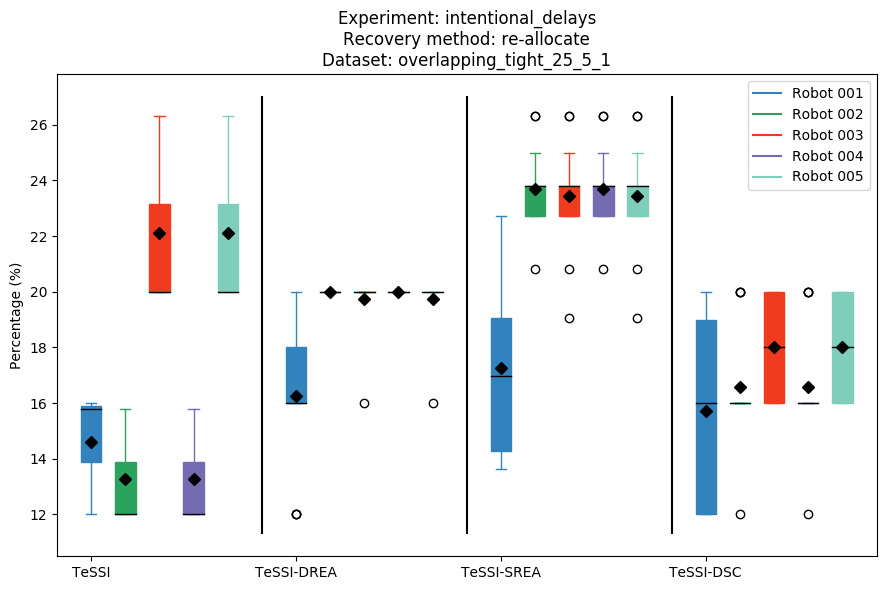 Experiment: intentional_delays
Recovery method: re-allocate
Dataset: overlapping_tight_25_5_1
Robot 001
Robot 002
Robot 003
Robot 004
Robot 005
Percentage (%)
26
24
22
20
18
16
14
12
TeSSI
TeSSI-DREA
TeSSI-SREA
TeSSI-DSC